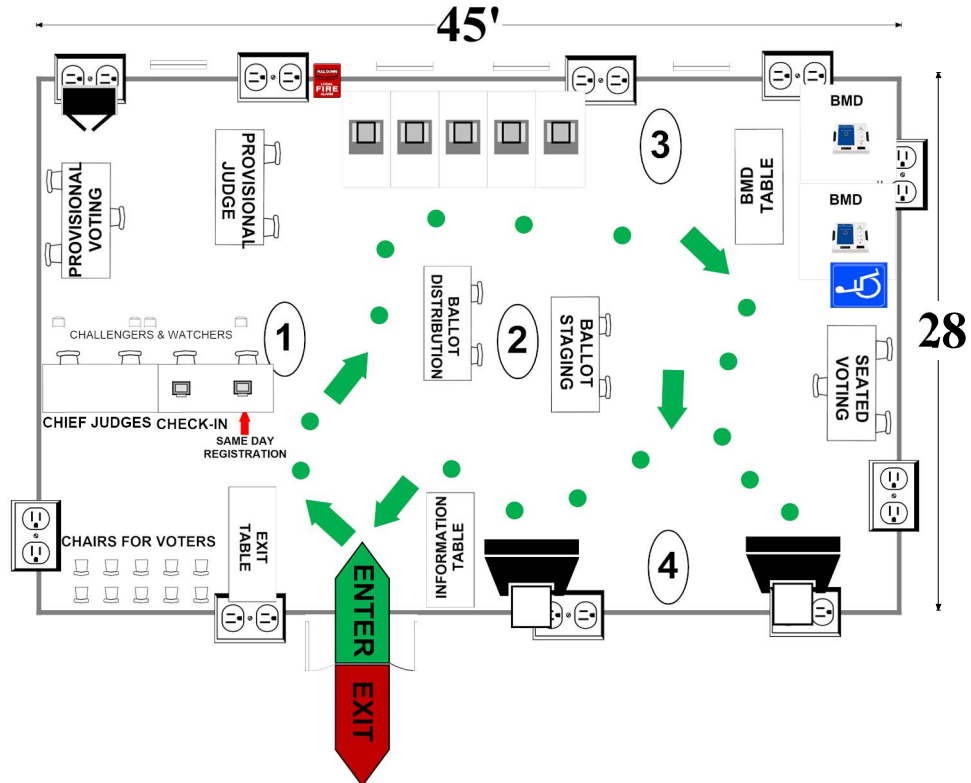 45'
PULL DOWN
FIRE
BMD
3
PROVISIONAL
JUDGE
PROVISIONAL
VOTING
BMD
TABLE
BMD
BALLOT
DISTRIBUTION
BALLOT
STAGING
1
2
28
CHALLENGERS & WATCHERS
SEATED
VOTING
CHIEF JUDGES
CHECK-IN
SAME DAY
REGISTRATION
CHAIRS FOR VOTERS
EXIT
TABLE
INFORMATION
TABLE
4
ENTER
EXIT